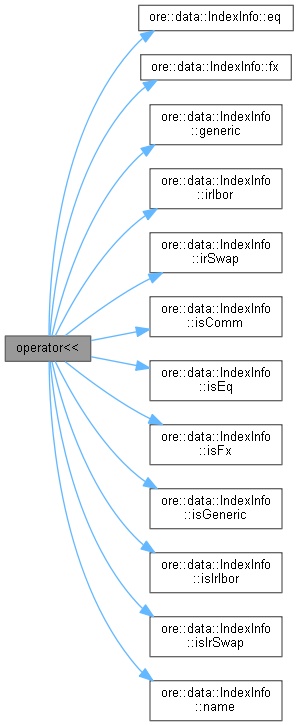 ore::data::IndexInfo::eq
ore::data::IndexInfo::fx
ore::data::IndexInfo
::generic
ore::data::IndexInfo
::irIbor
ore::data::IndexInfo
::irSwap
ore::data::IndexInfo
::isComm
operator<<
ore::data::IndexInfo
::isEq
ore::data::IndexInfo
::isFx
ore::data::IndexInfo
::isGeneric
ore::data::IndexInfo
::isIrIbor
ore::data::IndexInfo
::isIrSwap
ore::data::IndexInfo
::name